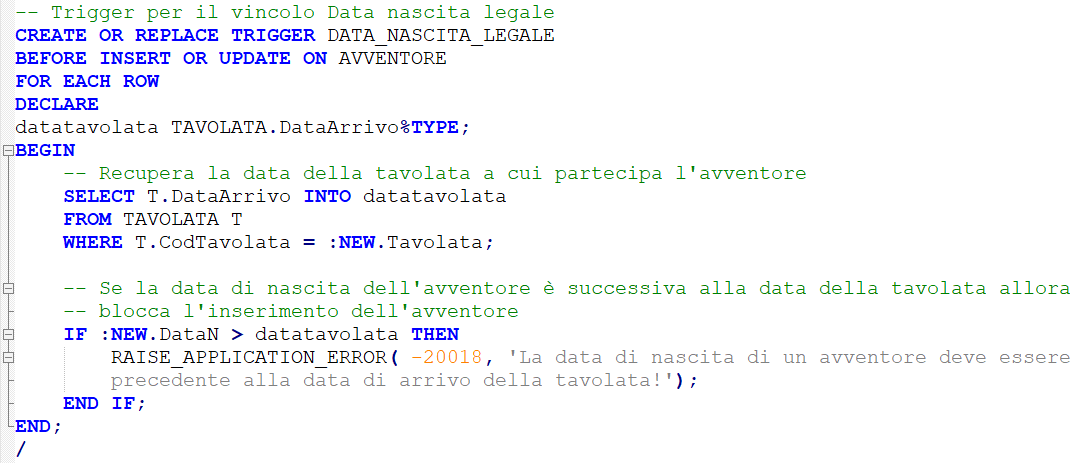 -- Trigger per il vincolo Data nascita legale
CREATE OR REPLACE TRIGGER DATA_NASCITA_LEGALE
BEFORE INSERT OR UPDATE ON AVVENTORE
FOR EACH ROW
DECLARE
datatavolata TAVOLATA.DataArrivo%TYPE;
BEGIN
    -- Recupera la data della tavolata a cui partecipa l'avventore
    SELECT T.DataArrivo INTO datatavolata
    FROM TAVOLATA T
    WHERE T.CodTavolata = :NEW.Tavolata;

    -- Se la data di nascita dell'avventore è successiva alla data della tavolata allora
    -- blocca l'inserimento dell'avventore
    IF :NEW.DataN > datatavolata THEN
        RAISE_APPLICATION_ERROR( -20018, 'La data di nascita di un avventore deve essere
        precedente alla data di arrivo della tavolata!');
    END IF;
END;
/